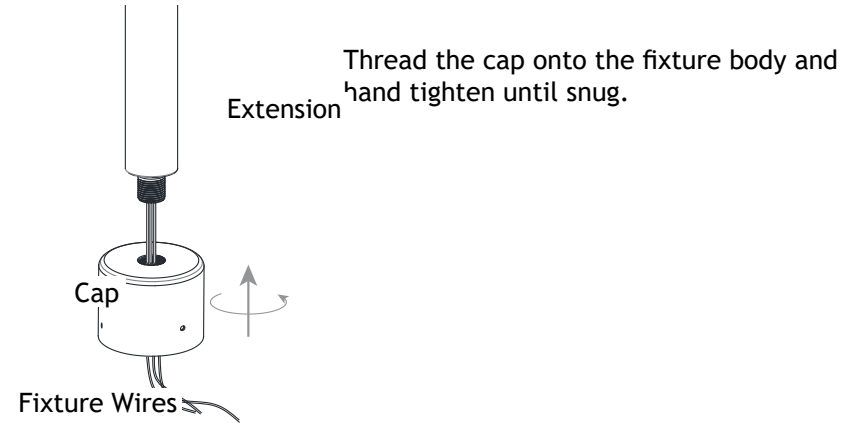 Thread the cap onto the fixture body and
hand tighten until snug.
Extension
Cap
Fixture Wires